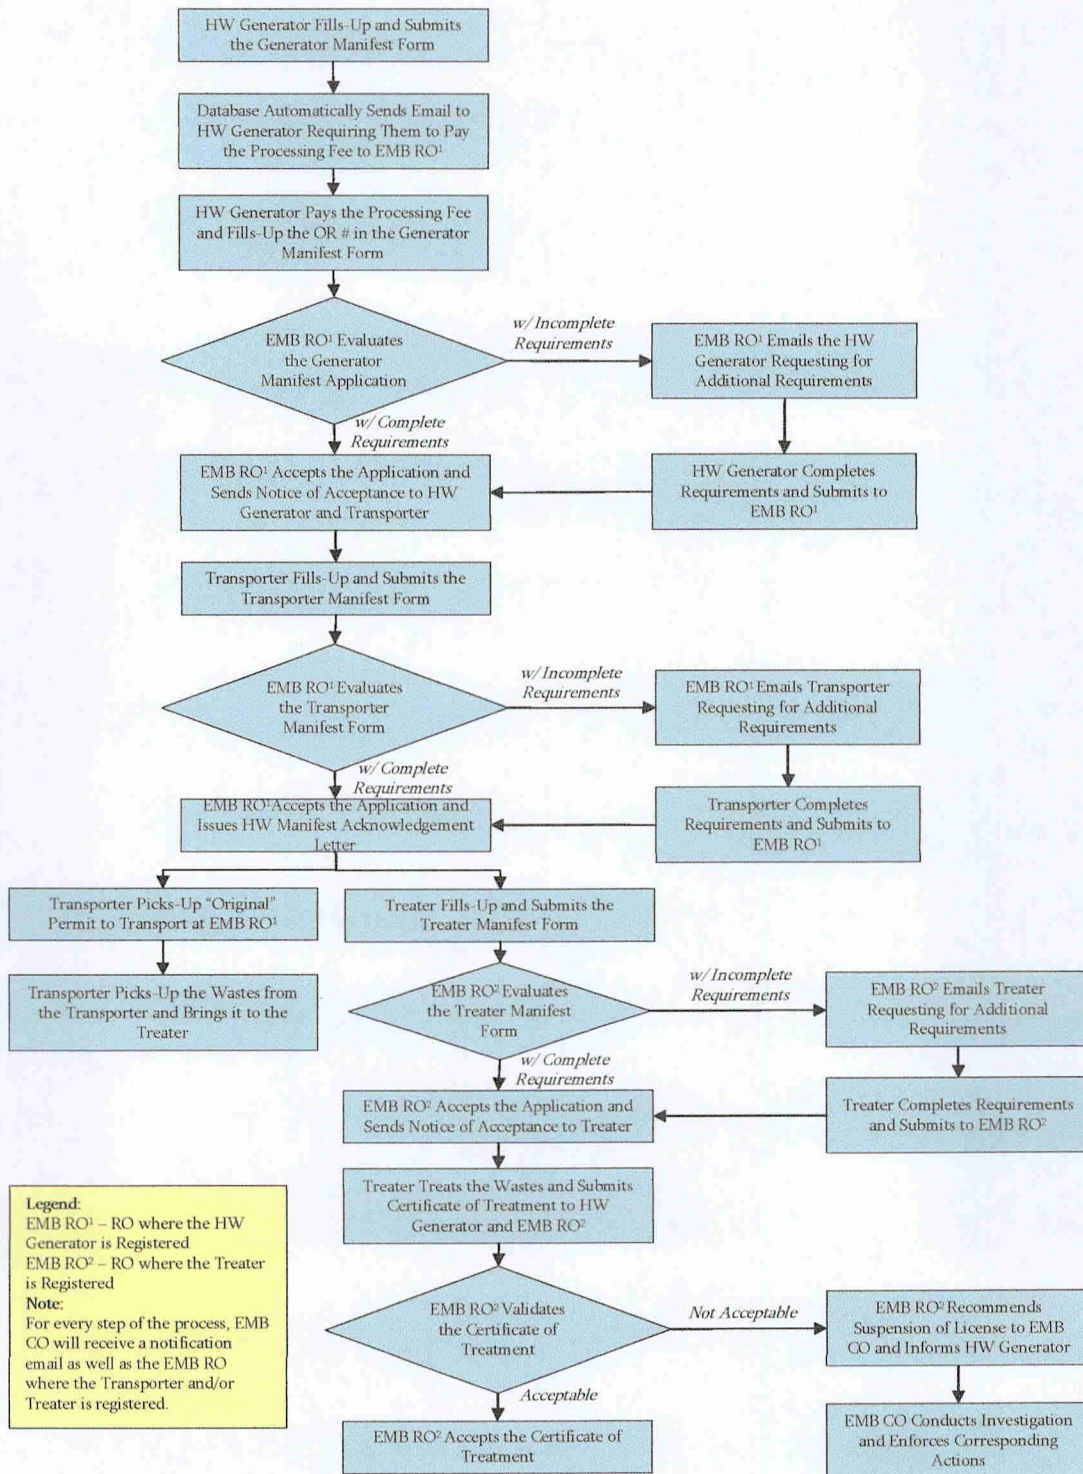 HW Generator Fills-Up and Submits
the Generator Manifest Form
Database Automatically Sends Email to
HW Generator Requiring Them to Pay
the Processing Fee to EMB RO¹
HW Generator Pays the Processing Fee
and Fills-Up the OR # in the Generator
Manifest Form
EMB RO¹ Evaluates
the Generator
Manifest Application
w/ Incomplete
Requirements
EMB RO¹ Emails the HW
Generator Requesting for
Additional Requirements
w/ Complete
Requirements
EMB RO¹ Accepts the Application and
Sends Notice of Acceptance to HW
Generator and Transporter
HW Generator Completes
Requirements and Submits to
EMB RO¹
Transporter Fills-Up and Submits the
Transporter Manifest Form
EMB RO¹ Evaluates
the Transporter
Manifest Form
w/ Incomplete
Requirements
EMB RO¹ Emails Transporter
Requesting for Additional
Requirements
w/ Complete
Requirements
EMB RO¹Accepts the Application and
Issues HW Manifest Acknowledgement
Letter
Transporter Completes
Requirements and Submits to
EMB RO¹
Transporter Picks-Up "Original"
Permit to Transport at EMB RO¹
Treater Fills-Up and Submits the
Treater Manifest Form
Transporter Picks-Up the Wastes from
the Transporter and Brings it to the
Treater
EMB RO² Evaluates
the Treater Manifest
Form
w/ Incomplete
Requirements
EMB RO² Emails Treater
Requesting for Additional
Requirements
w/ Complete
Requirements
EMB RO² Accepts the Application and
Sends Notice of Acceptance to Treater
Treater Completes Requirements
and Submits to EMB RO²
Treater Treats the Wastes and Submits
Certificate of Treatment to HW
Generator and EMB RO²
Legend:
EMB RO¹ – RO where the HW
Generator is Registered
EMB RO² – RO where the Treater
is Registered
Note:
For every step of the process, EMB
CO will receive a notification
email as well as the EMB RO
where the Transporter and/or
Treater is registered.
EMB RO² Validates
the Certificate of
Treatment
Not Acceptable
EMB RO² Recommends
Suspension of License to EMB
CO and Informs HW Generator
Acceptable
EMB RO² Accepts the Certificate of
Treatment
EMB CO Conducts Investigation
and Enforces Corresponding
Actions